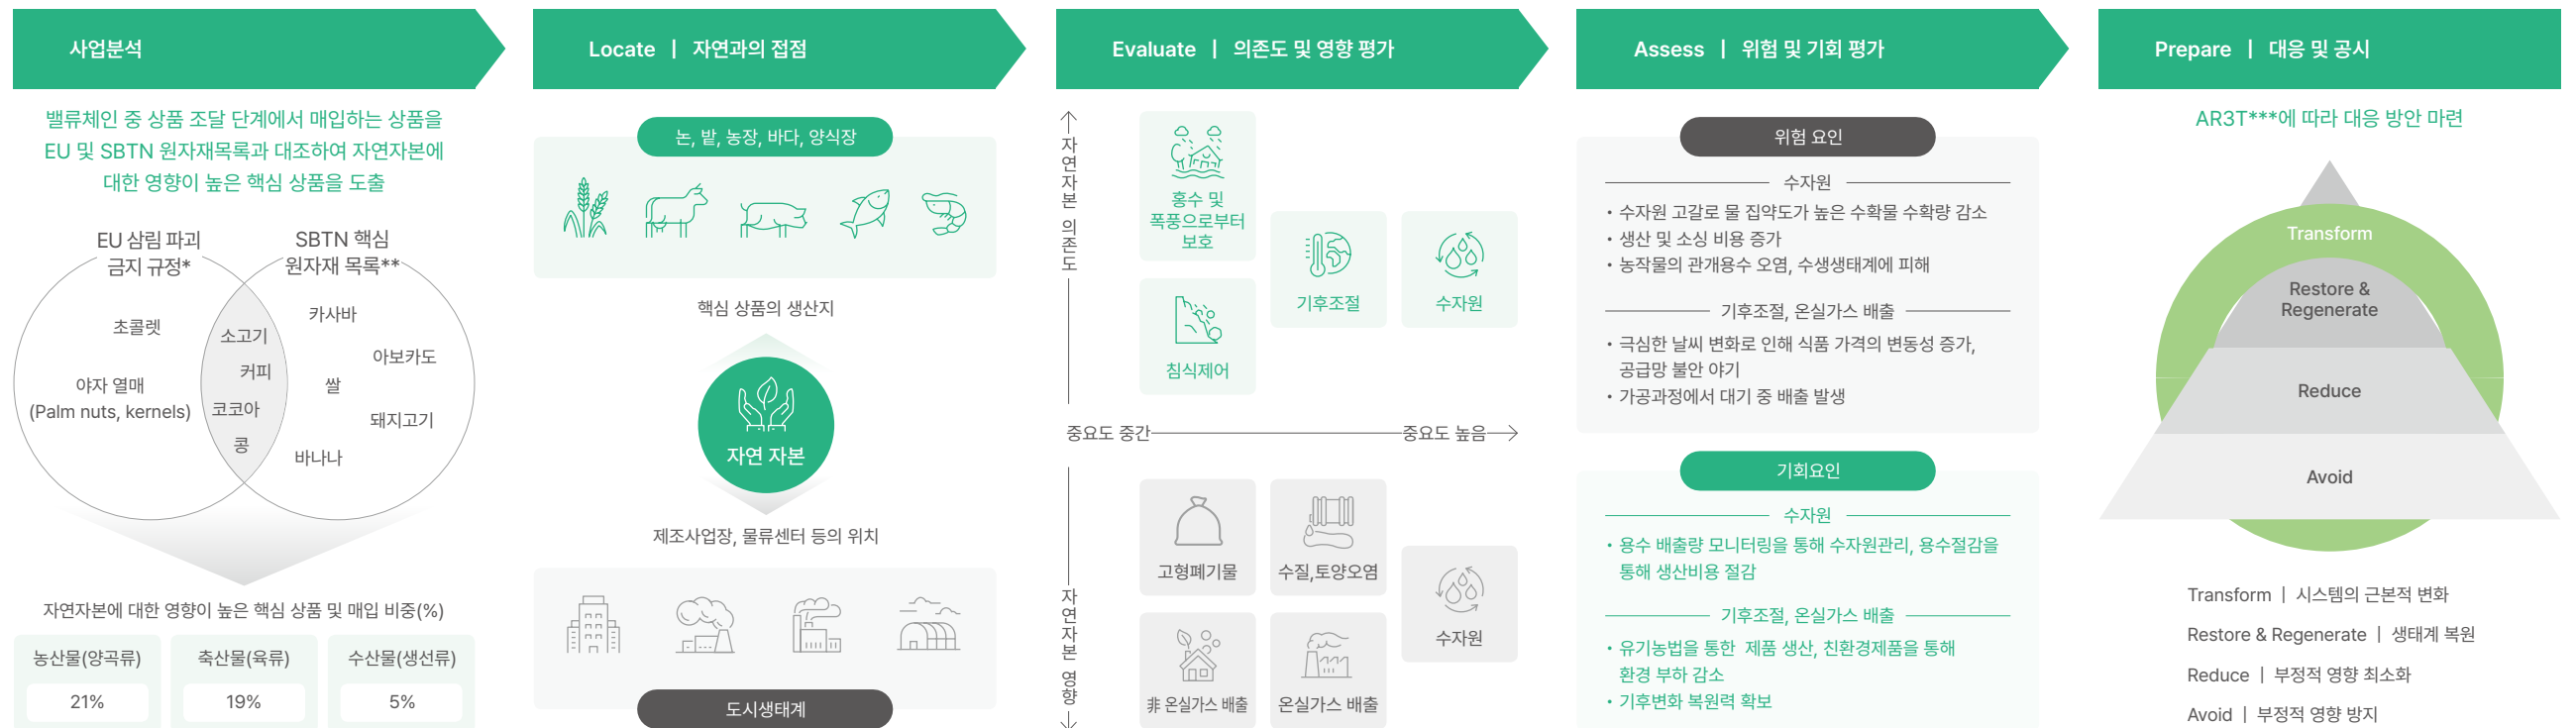 사업분석
밸류체인 중 상품 조달 단계에서 매입하는 상품을
EU 및 SBTN 원자재목록과 대조하여 자연자본에
대한 영향이 높은 핵심 상품을 도출
EU 삼림 파괴
금지 규정*
SBTN 핵심
원자재 목록**
초콜렛
야자 열매
(Palm nuts, kernels)
소고기
커피
코코아
콩
카사바
아보카도
쌀
돼지고기
바나나
자연자본에 대한 영향이 높은 핵심 상품 및 매입 비중(%)
농산물(양곡류)
21%
축산물(육류)
19%
수산물(생선류)
5%
Locate | 자연과의 접점
논, 밭, 농장, 바다, 양식장
핵심 상품의 생산지
자연 자본
제조사업장, 물류센터 등의 위치
도시생태계
Evaluate | 의존도 및 영향 평가
자연자본 의존도
홍수 및
폭풍으로부터
보호
기후조절
수자원
침식제어
중요도 중간
중요도 높음
자연자본 영향
고형폐기물
수질,토양오염
수자원
非 온실가스 배출
온실가스 배출
Assess | 위험 및 기회 평가
위험 요인
수자원
• 수자원 고갈로 물 집약도가 높은 수확물 수확량 감소
• 생산 및 소싱 비용 증가
• 농작물의 관개용수 오염, 수생생태계에 피해
기후조절, 온실가스 배출
• 극심한 날씨 변화로 인해 식품 가격의 변동성 증가,
공급망 불안 야기
• 가공과정에서 대기 중 배출 발생
기회요인
수자원
• 용수 배출량 모니터링을 통해 수자원관리, 용수절감을
통해 생산비용 절감
기후조절, 온실가스 배출
• 유기농법을 통한 제품 생산, 친환경제품을 통해
환경 부하 감소
• 기후변화 복원력 확보
Prepare | 대응 및 공시
AR3T***에 따라 대응 방안 마련
Transform
Restore &
Regenerate
Reduce
Avoid
Transform | 시스템의 근본적 변화
Restore & Regenerate | 생태계 복원
Reduce | 부정적 영향 최소화
Avoid | 부정적 영향 방지